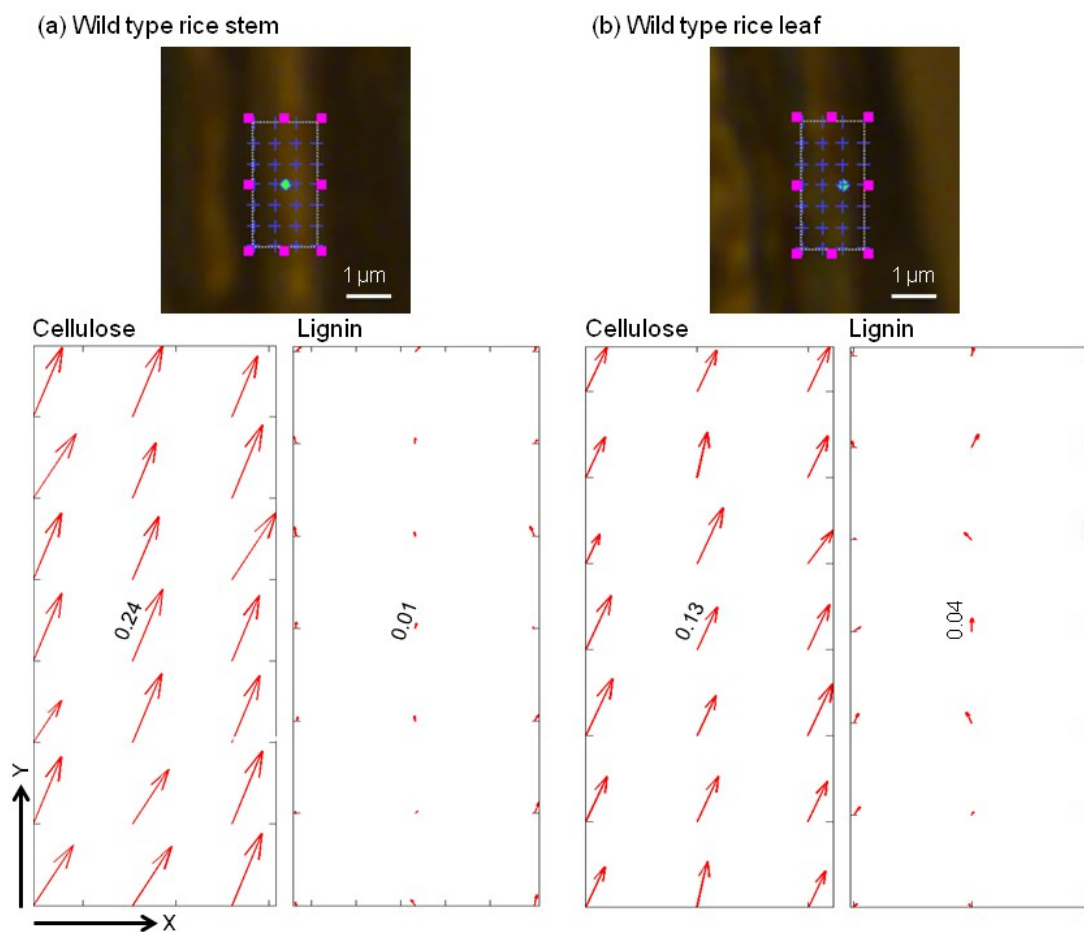 (a) Wild type rice stem
(b) Wild type rice leaf
1 µm
1 µm
Cellulose
Lignin
Cellulose
Lignin
0.24
0.01
0.13
0.04
Y
X